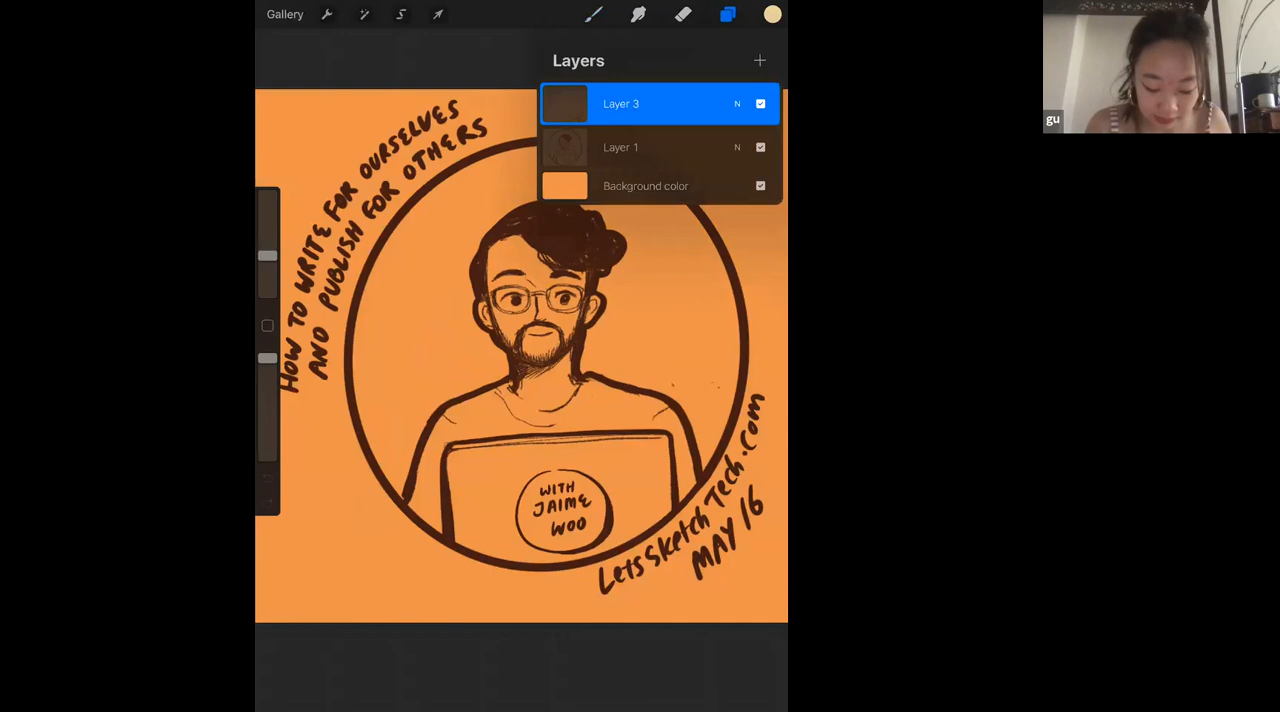 Gallery
Layers
Layer 3 N
Layer 1 N
Background color
HOW TO WRITE FOR OURSELVES
AND PUBLISH FOR OTHERS
WITH
JAIME
WOO
LetsSketchTech.com
MAY 16
gu